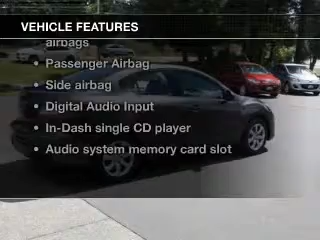 VEHICLE FEATURES
airbags
• Passenger Airbag
• Side airbag
• Digital Audio Input
• In-Dash single CD player
• Audio system memory card slot